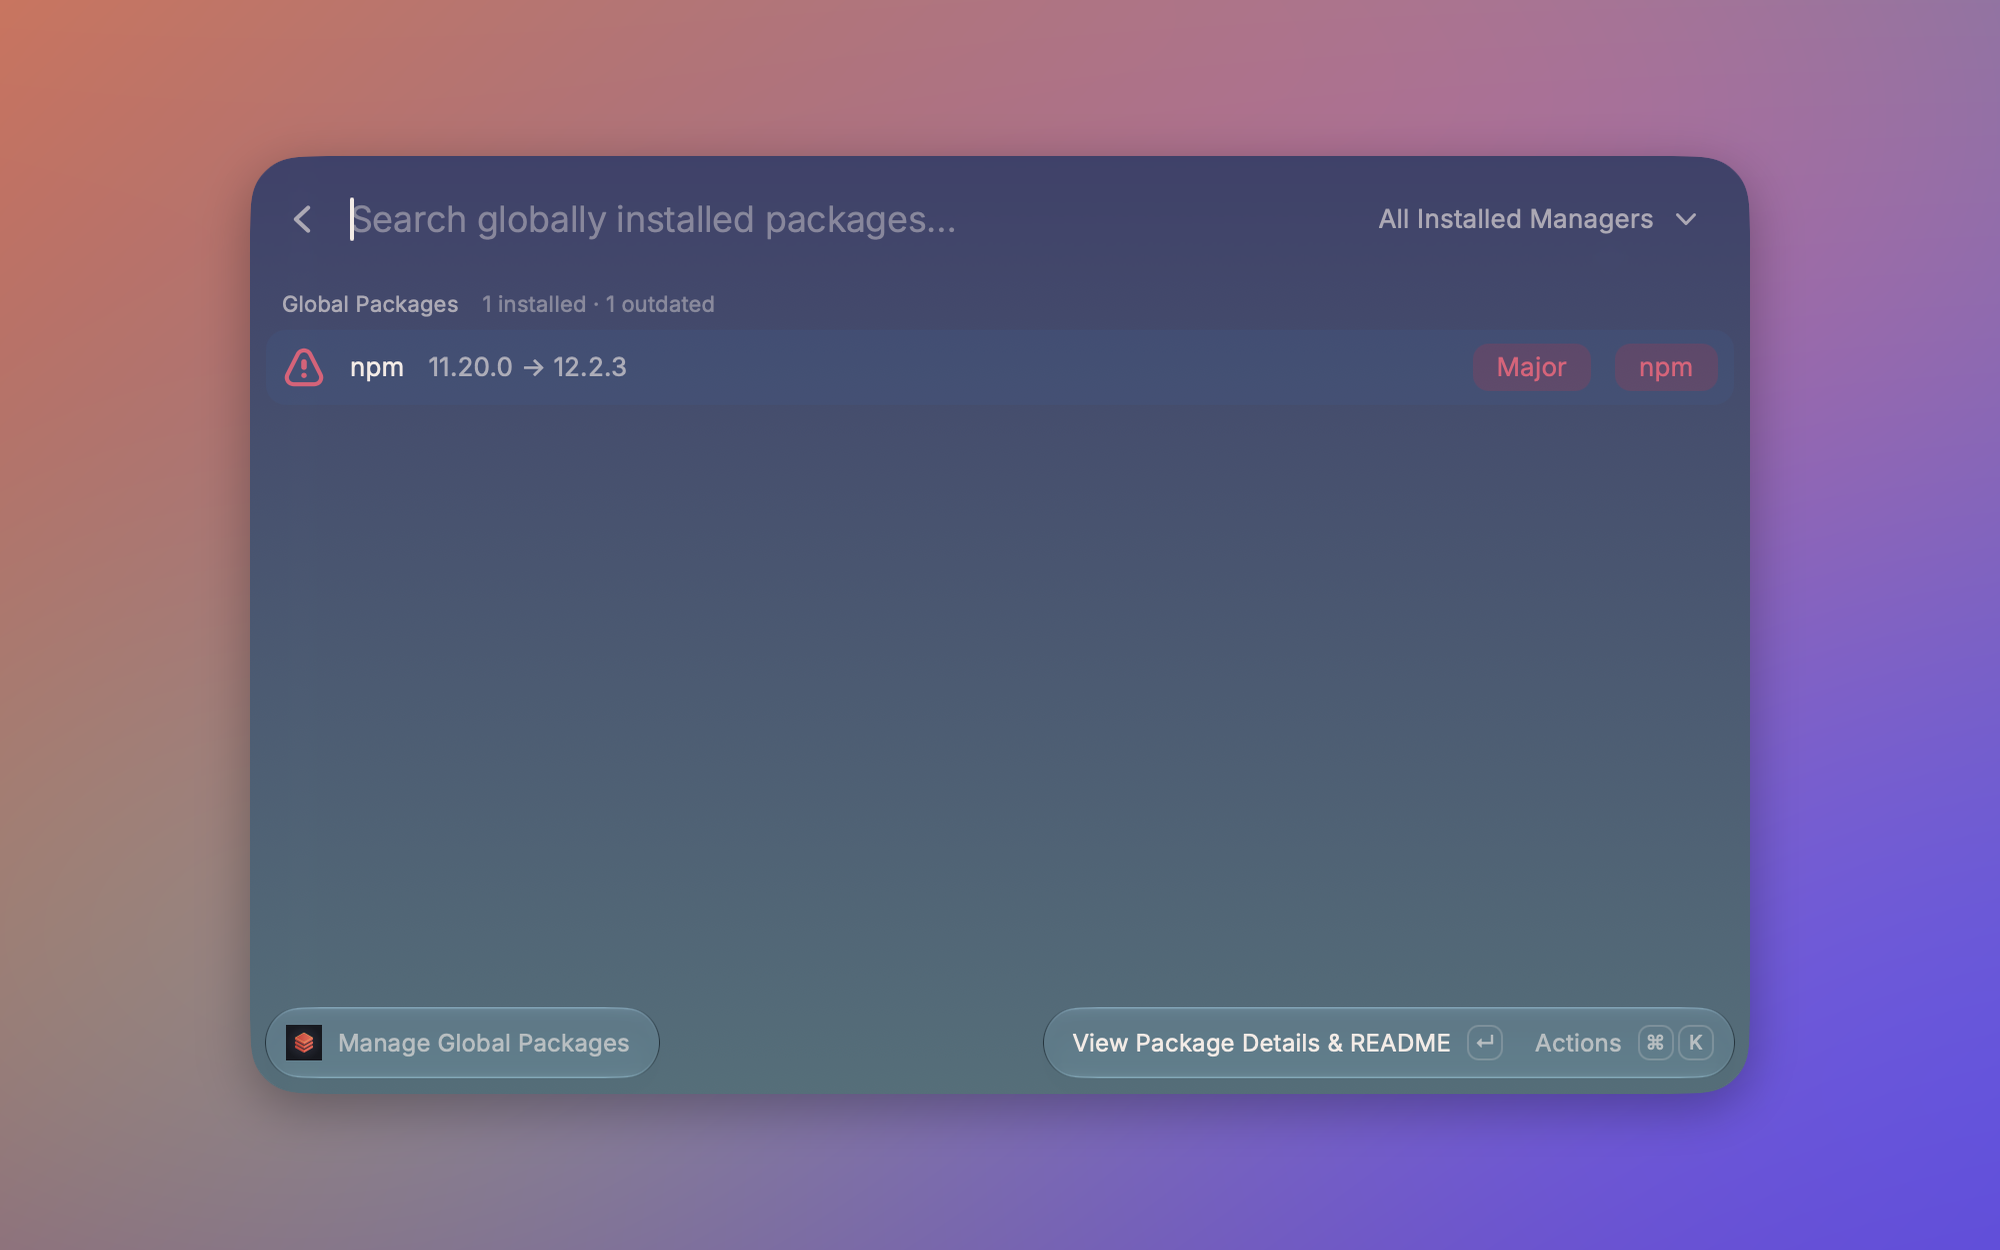 Search globally installed packages...
All Installed Managers
Global Packages 1 installed · 1 outdated
npm 11.20.0 → 12.2.3 Major npm
Manage Global Packages
View Package Details & README ↵ Actions ⌘ K